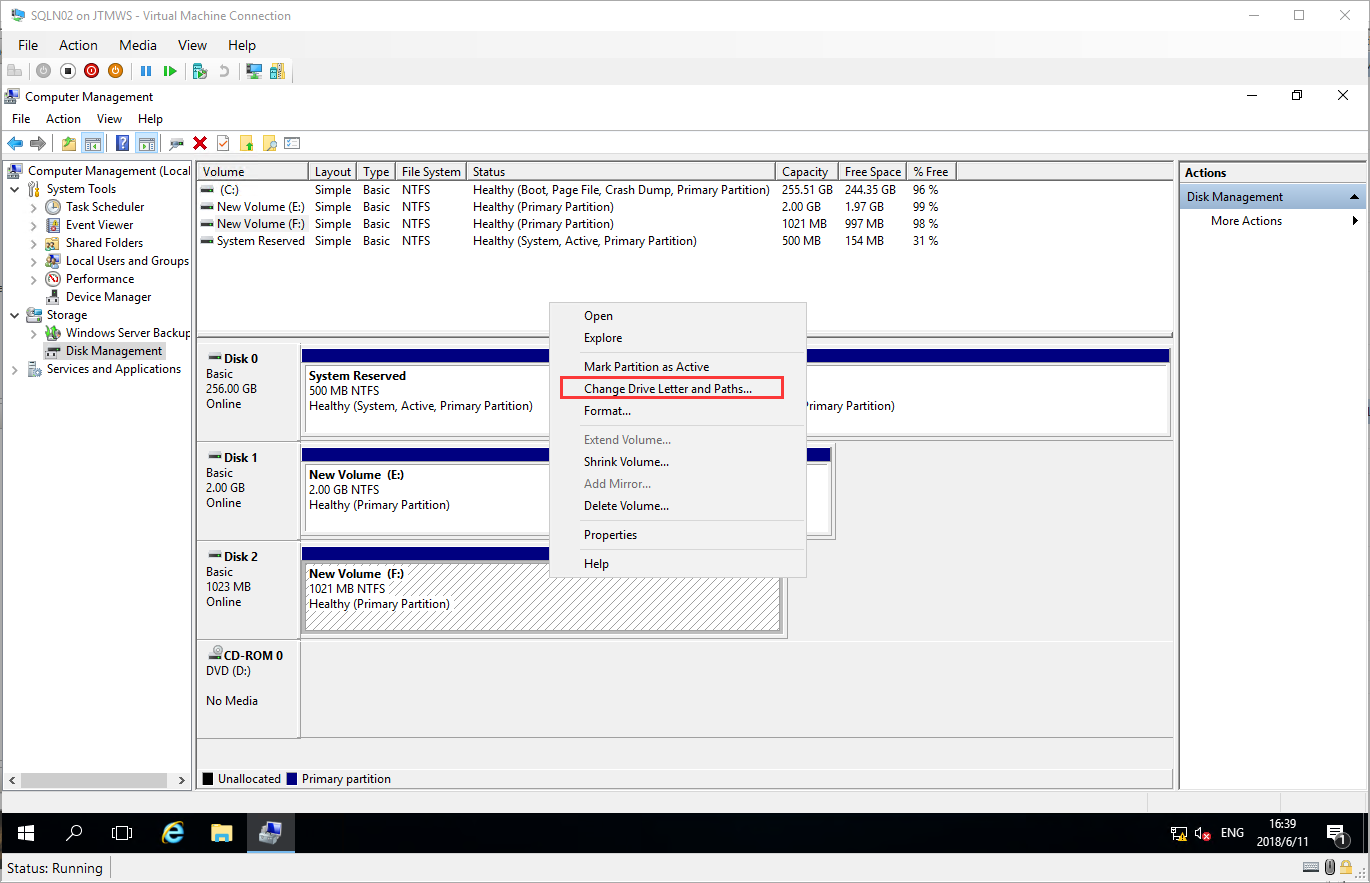 SQLN02 on JTMWS - Virtual Machine Connection
File Action Media View Help
Computer Management
File Action View Help
Computer Management (Local
System Tools
Task Scheduler
Event Viewer
Shared Folders
Local Users and Groups
Performance
Device Manager
Storage
Windows Server Backup
Disk Management
Services and Applications
Volume Layout Type File System Status Capacity Free Space % Free
(C:) Simple Basic NTFS Healthy (Boot, Page File, Crash Dump, Primary Partition) 255.51 GB 244.35 GB 96 %
New Volume (E:) Simple Basic NTFS Healthy (Primary Partition) 2.00 GB 1.97 GB 99 %
New Volume (F:) Simple Basic NTFS Healthy (Primary Partition) 1021 MB 997 MB 98 %
System Reserved Simple Basic NTFS Healthy (System, Active, Primary Partition) 500 MB 154 MB 31 %
Disk 0
Basic
256.00 GB
Online
System Reserved
500 MB NTFS
Healthy (System, Active, Primary Partition)
Primary Partition)
Disk 1
Basic
2.00 GB
Online
New Volume (E:)
2.00 GB NTFS
Healthy (Primary Partition)
Disk 2
Basic
1023 MB
Online
New Volume (F:)
1021 MB NTFS
Healthy (Primary Partition)
CD-ROM 0
DVD (D:)
No Media
Unallocated Primary partition
Open
Explore
Mark Partition as Active
Change Drive Letter and Paths...
Format...
Extend Volume...
Shrink Volume...
Add Mirror...
Delete Volume...
Properties
Help
Actions
Disk Management
More Actions
ENG
16:39
2018/6/11
1
Status: Running